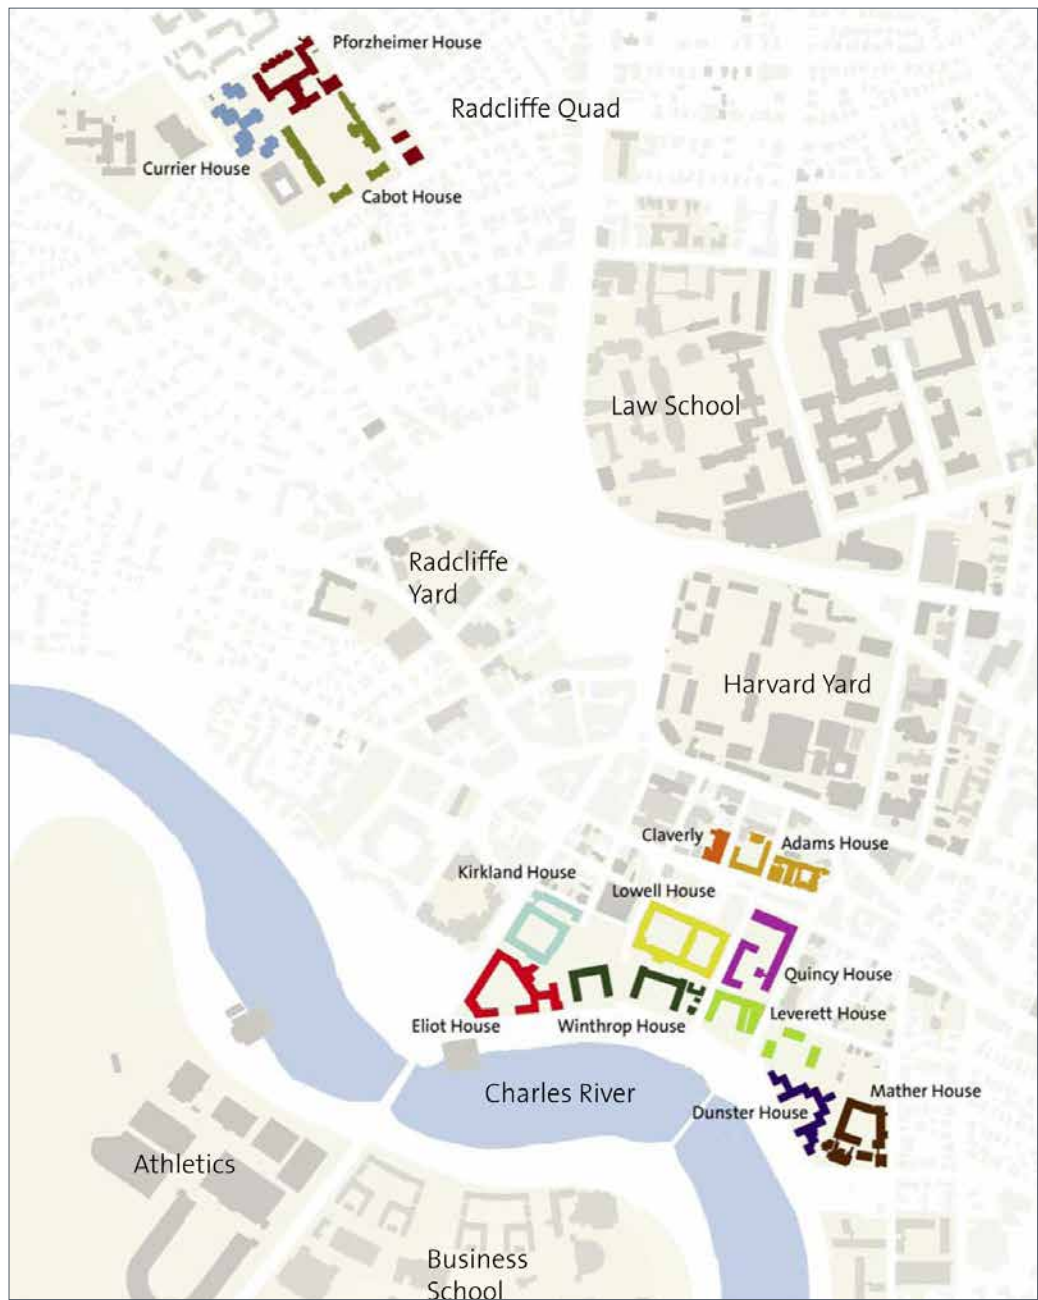 Pforzheimer House
Radcliffe Quad
Currier House
Cabot House
Law School
Radcliffe
Yard
Harvard Yard
Claverly
Adams House
Kirkland House
Lowell House
Quincy House
Leverett House
Eliot House
Winthrop House
Charles River
Mather House
Dunster House
Athletics
Business
School